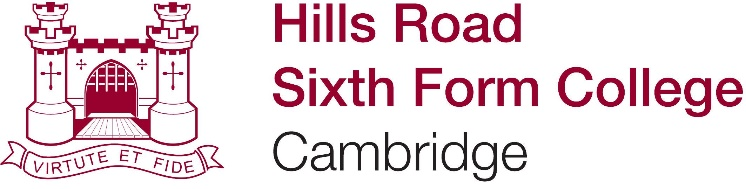 Hills Road
Sixth Form College
Cambridge
VIRTUTE ET FIDE